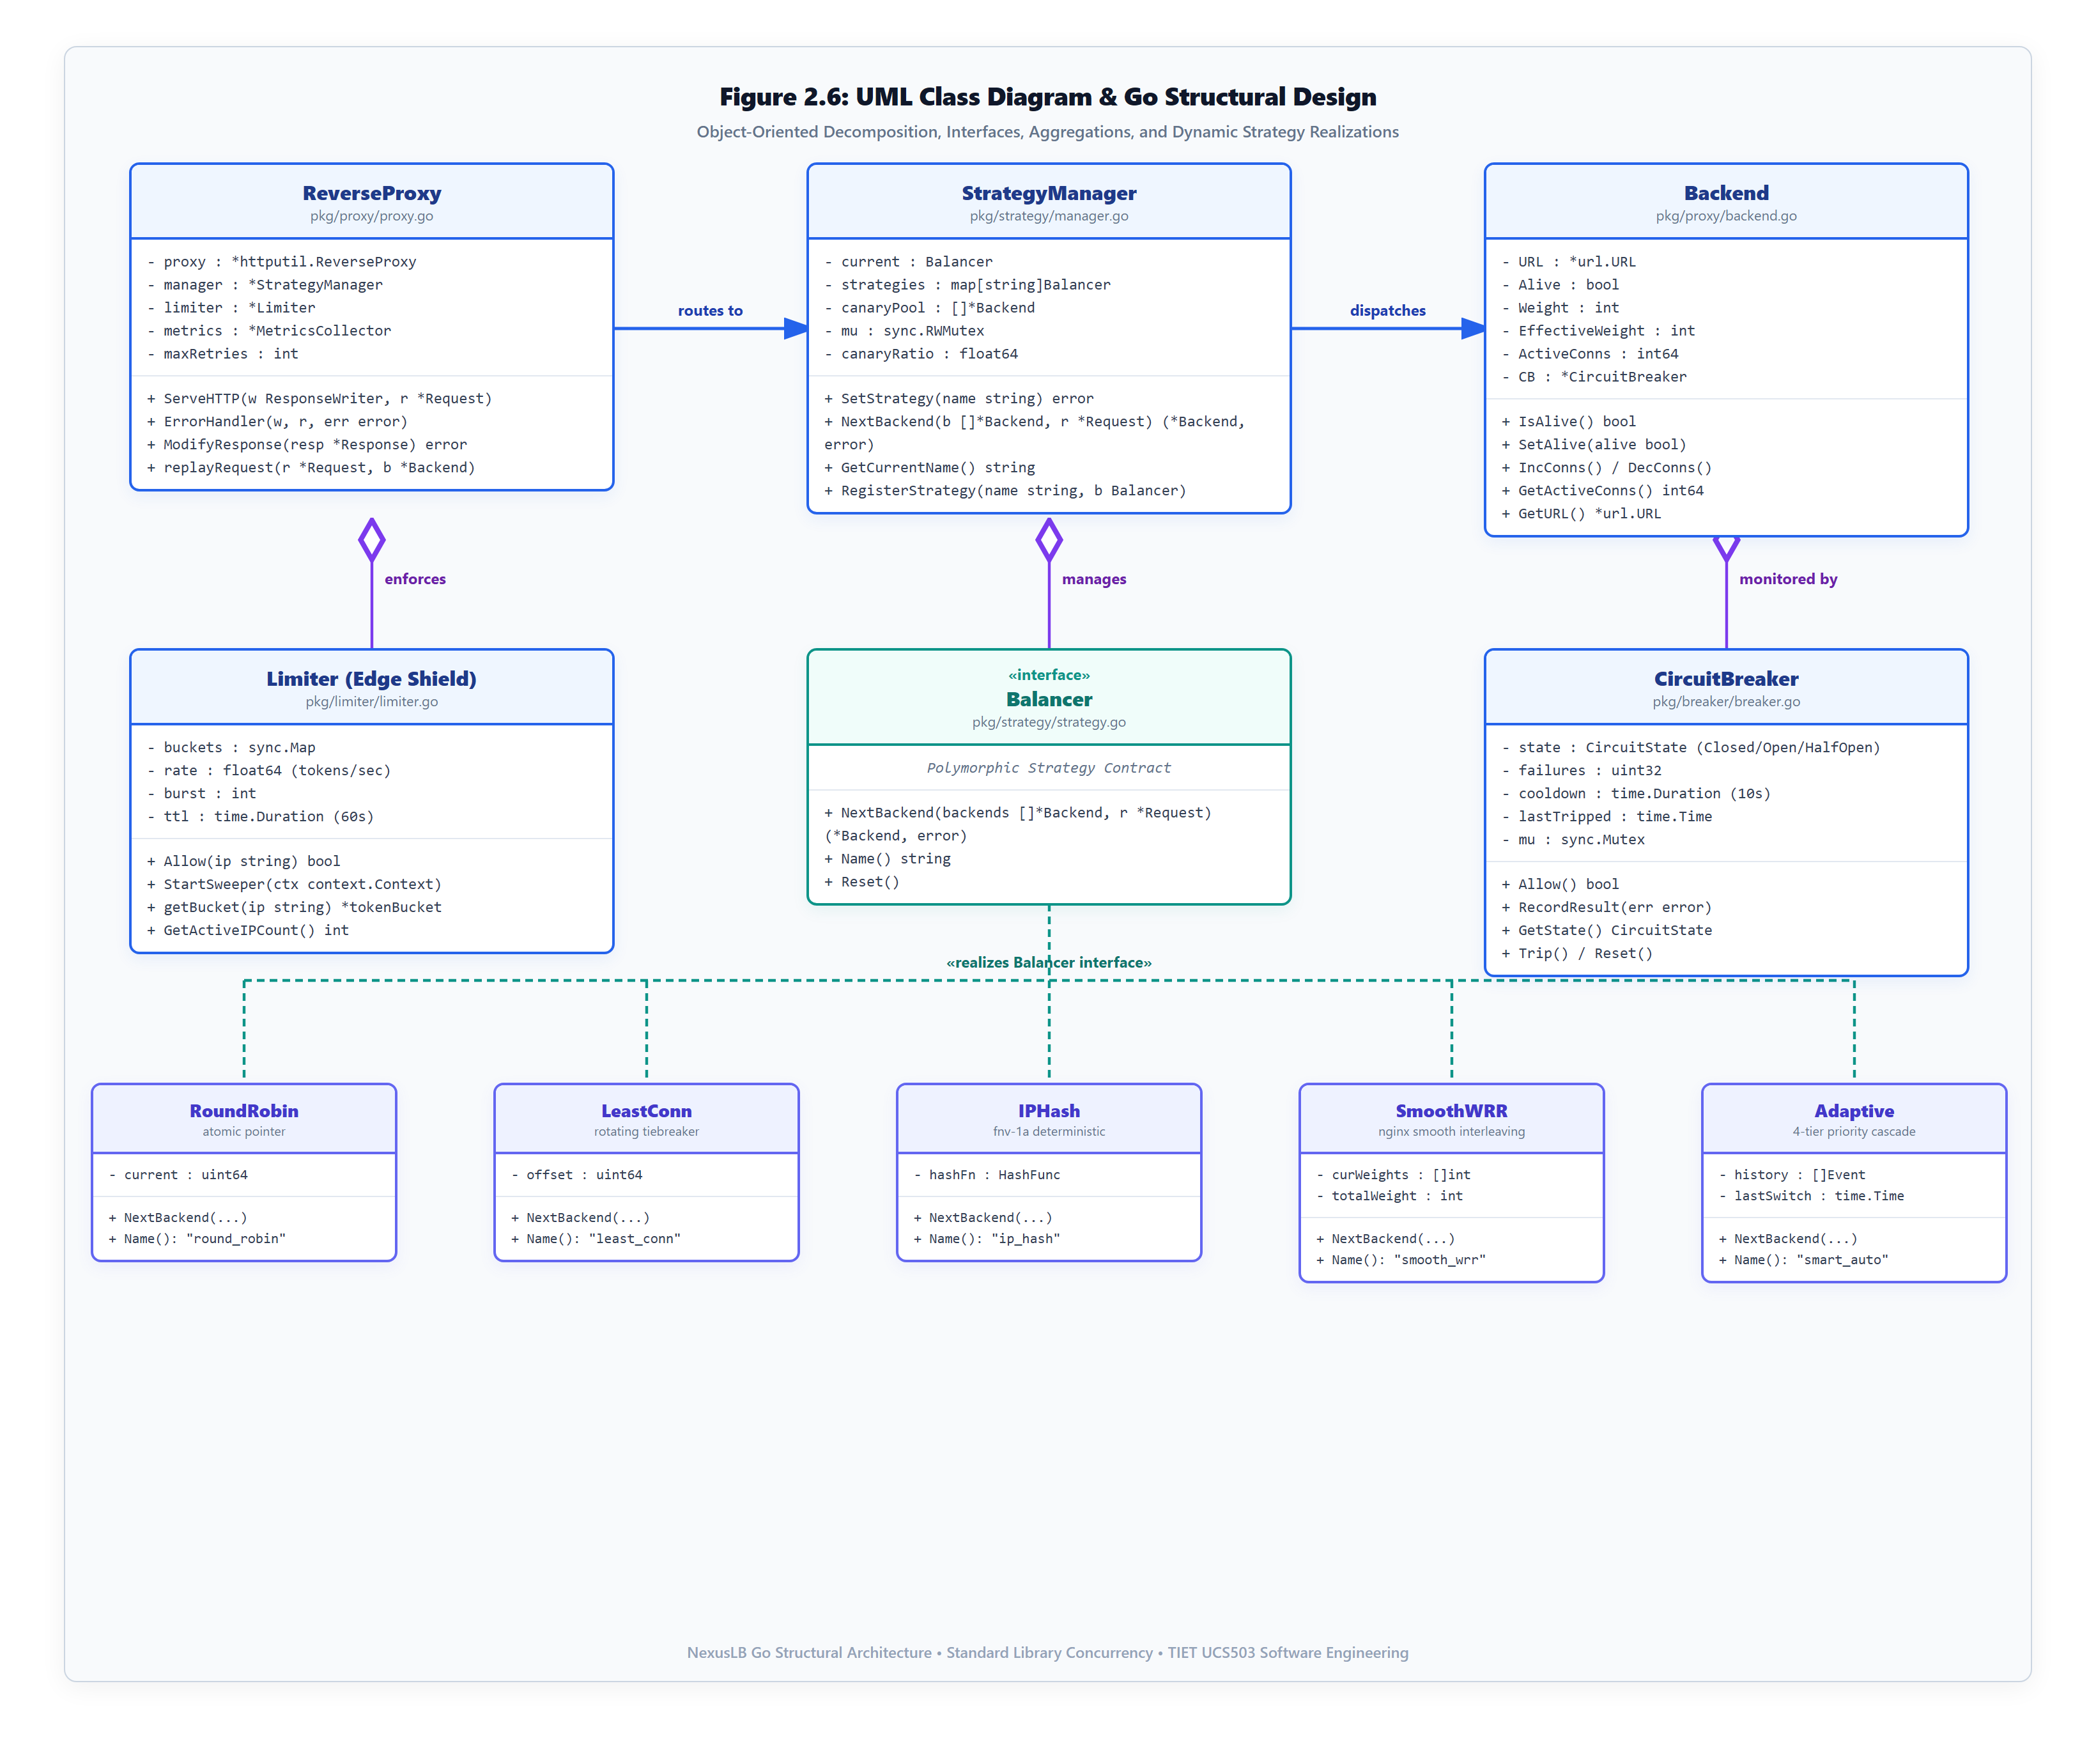 Figure 2.6: UML Class Diagram & Go Structural Design
Object-Oriented Decomposition, Interfaces, Aggregations, and Dynamic Strategy Realizations
ReverseProxy
pkg/proxy/proxy.go
- proxy : *httputil.ReverseProxy
- manager : *StrategyManager
- limiter : *Limiter
- metrics : *MetricsCollector
- maxRetries : int
+ ServeHTTP(w ResponseWriter, r *Request)
+ ErrorHandler(w, r, err error)
+ ModifyResponse(resp *Response) error
+ replayRequest(r *Request, b *Backend)
routes to
StrategyManager
pkg/strategy/manager.go
- current : Balancer
- strategies : map[string]Balancer
- canaryPool : []*Backend
- mu : sync.RWMutex
- canaryRatio : float64
+ SetStrategy(name string) error
+ NextBackend(b []*Backend, r *Request) (*Backend,
error)
+ GetCurrentName() string
+ RegisterStrategy(name string, b Balancer)
dispatches
Backend
pkg/proxy/backend.go
- URL : *url.URL
- Alive : bool
- Weight : int
- EffectiveWeight : int
- ActiveConns : int64
- CB : *CircuitBreaker
+ IsAlive() bool
+ SetAlive(alive bool)
+ IncConns() / DecConns()
+ GetActiveConns() int64
+ GetURL() *url.URL
enforces
manages
monitored by
Limiter (Edge Shield)
pkg/limiter/limiter.go
- buckets : sync.Map
- rate : float64 (tokens/sec)
- burst : int
- ttl : time.Duration (60s)
+ Allow(ip string) bool
+ StartSweeper(ctx context.Context)
+ getBucket(ip string) *tokenBucket
+ GetActiveIPCount() int
«interface»
Balancer
pkg/strategy/strategy.go
Polymorphic Strategy Contract
+ NextBackend(backends []*Backend, r *Request)
(*Backend, error)
+ Name() string
+ Reset()
CircuitBreaker
pkg/breaker/breaker.go
- state : CircuitState (Closed/Open/HalfOpen)
- failures : uint32
- cooldown : time.Duration (10s)
- lastTripped : time.Time
- mu : sync.Mutex
+ Allow() bool
+ RecordResult(err error)
+ GetState() CircuitState
+ Trip() / Reset()
«realizes Balancer interface»
RoundRobin
atomic pointer
- current : uint64
+ NextBackend(...)
+ Name(): "round_robin"
LeastConn
rotating tiebreaker
- offset : uint64
+ NextBackend(...)
+ Name(): "least_conn"
IPHash
fnv-1a deterministic
- hashFn : HashFunc
+ NextBackend(...)
+ Name(): "ip_hash"
SmoothWRR
nginx smooth interleaving
- curWeights : []int
- totalWeight : int
+ NextBackend(...)
+ Name(): "smooth_wrr"
Adaptive
4-tier priority cascade
- history : []Event
- lastSwitch : time.Time
+ NextBackend(...)
+ Name(): "smart_auto"
NexusLB Go Structural Architecture • Standard Library Concurrency • TIET UCS503 Software Engineering